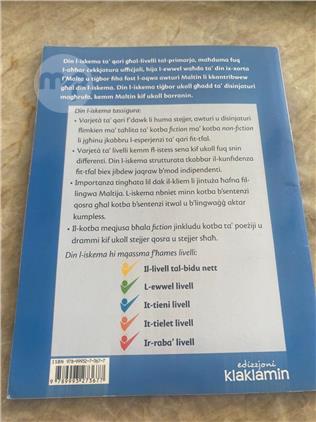 Din l-iskema ta' qari għal-livelli tal-primarja, maħduma fuq
l-aħħar ċekkjatura uffiċjali, hija l-ewwel waħda ta' din ix-xorta
f'Malta u tiġbor fiha fost l-aqwa awturi Maltin li kkontribwew
għal din l-iskema. Din l-iskema tiġbor ukoll għadd ta' disinjaturi
magħrufa, kemm Maltin kif ukoll barranin.
Din l-iskema tassigura:
• Varjetà ta' qari f'dawk li huma stejjer, awturi u disinjaturi
flimkien ma' taħlita ta' kotba fiction ma' kotba non-fiction
li jgħinu jkabbru l-esperjenzi ta' qari fit-tfal.
• Varjetà ta' livelli kemm fl-istess sena kif ukoll fuq snin
differenti. Din l-iskema strutturata tkabbar il-kunfidenza
fit-tfal biex jibdew jaqraw b'mod indipendenti.
• Importanza tingħata lil dak il-kliem li jintuża ħafna fil-
lingwa Maltija. L-iskema nbniet minn kotba b'sentenzi
qosra għal kotba b'sentenzi itwal u b'lingwaġġ aktar
kumpless.
• Il-kotba meqjusa bħala fiction jinkludu kotba ta' poeżiji u
drammi kif ukoll stejjer qosra u stejjer sħaħ.
Din l-iskema hi mqassma f'ħames livelli:
Il-livell tal-bidu nett
L-ewwel livell
It-tieni livell
It-tielet livell
Ir-raba' livell
ISBN 978-99932-7-367-7
9 789993 273677
edizzjoni
klaklamin